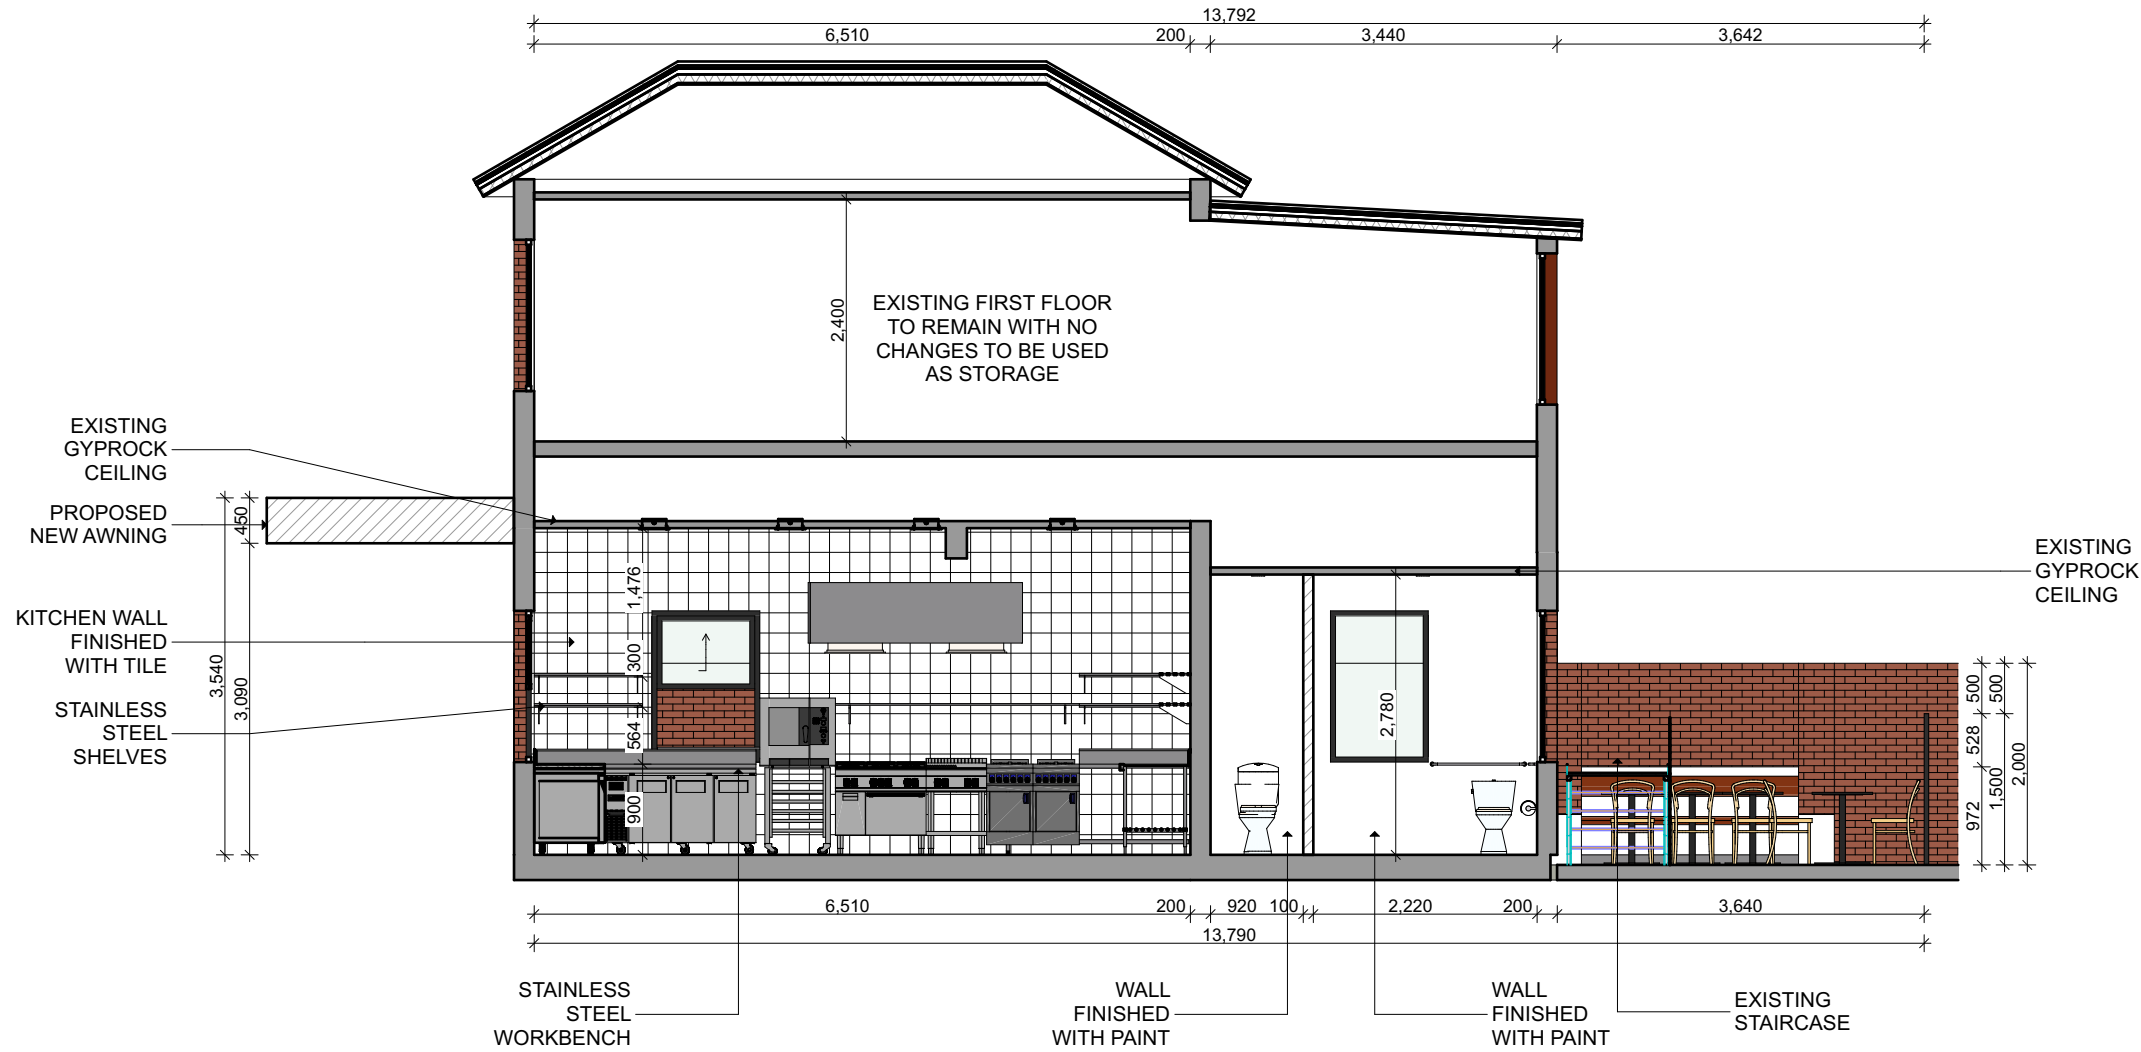 13,792
6,510
200
3,440
3,642
2,400
EXISTING FIRST FLOOR
TO REMAIN WITH NO
CHANGES TO BE USED
AS STORAGE
EXISTING
GYPROCK
CEILING
PROPOSED
NEW AWNING
KITCHEN WALL
FINISHED
WITH TILE
STAINLESS
STEEL
SHELVES
3,540
450
3,090
1,476
300
564
900
2,780
EXISTING
GYPROCK
CEILING
500
500
528
972
1,500
2,000
6,510
200
920
100
2,220
200
3,640
13,790
STAINLESS
STEEL
WORKBENCH
WALL
FINISHED
WITH PAINT
WALL
FINISHED
WITH PAINT
EXISTING
STAIRCASE